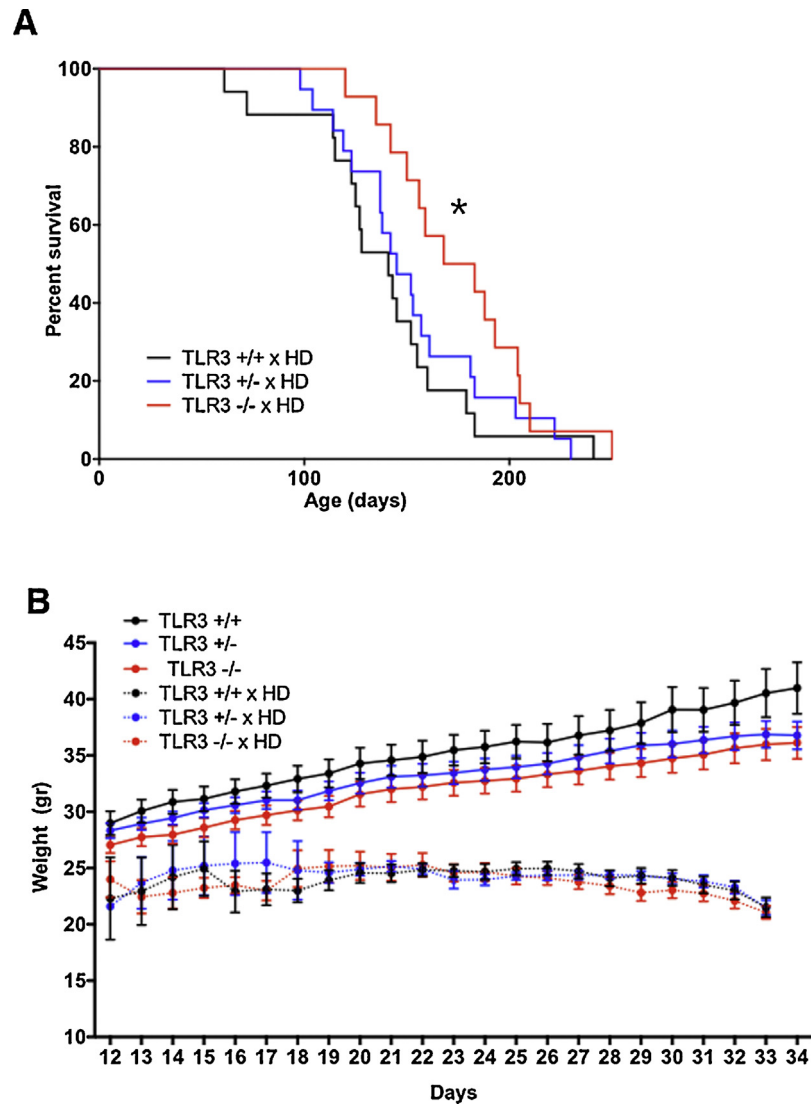 A
100
80
60
40
20
0
Percent survival
*
TLR3 +/+ x HD
TLR3 +/- x HD
TLR3 -/- x HD
0 100 200
Age (days)
B
TLR3 +/+
TLR3 +/-
TLR3 -/-
TLR3 +/+ x HD
TLR3 +/- x HD
TLR3 -/- x HD
45
40
35
30
25
20
15
10
Weight (gr)
12 13 14 15 16 17 18 19 20 21 22 23 24 25 26 27 28 29 30 31 32 33 34
Days